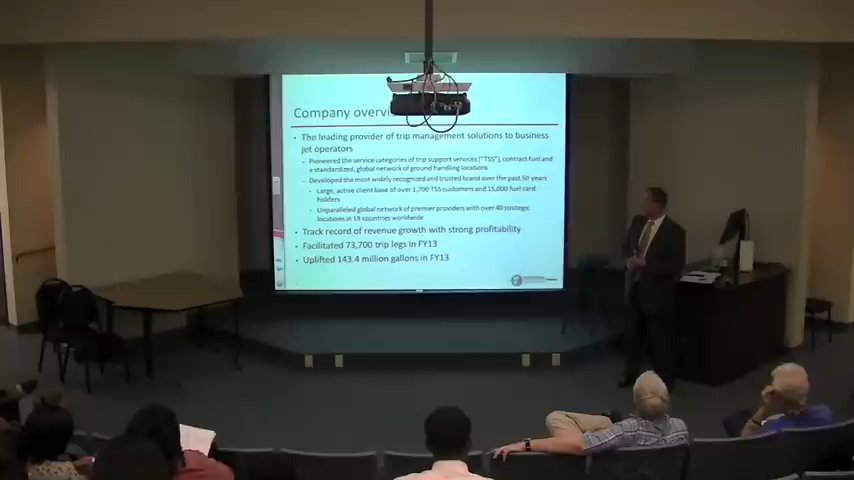 Company overvi
• The leading provider of trip management solutions to business
jet operators
– Pioneered the service categories of trip support services ("TSS"), contract fuel and
a standardized, global network of ground handling locations
– Developed the most widely recognized and trusted brand over the past 50 years
• Large, active client base of over 1,700 TSS customers and 15,000 fuel card
holders
• Unparalleled global network of premier providers with over 40 strategic
locations in 18 countries worldwide
• Track record of revenue growth with strong profitability
• Facilitated 73,700 trip legs in FY13
• Uplifted 143.4 million gallons in FY13